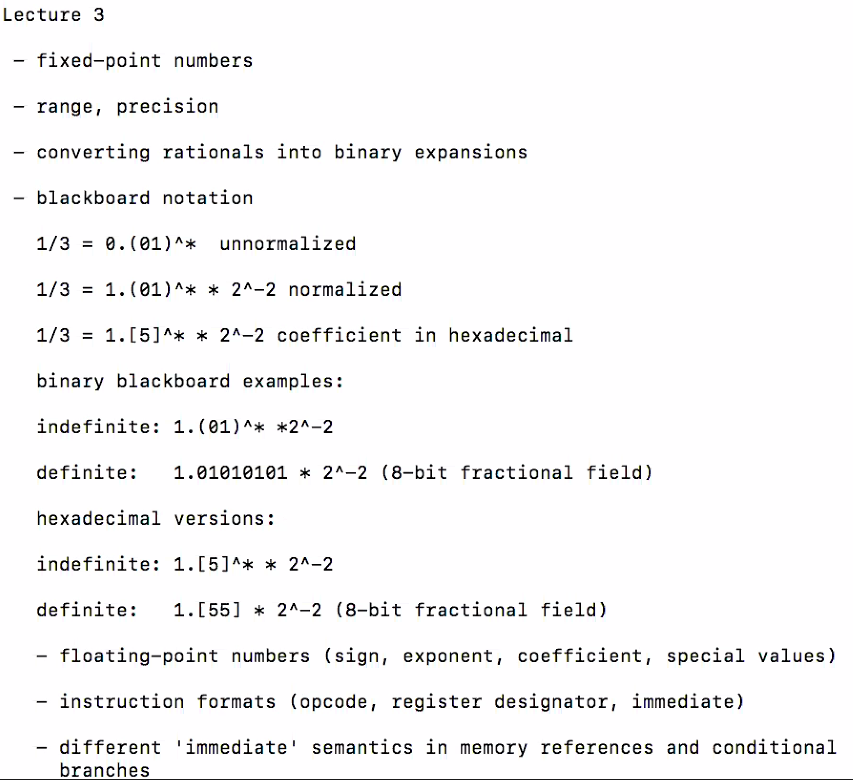 Lecture 3
– fixed–point numbers
– range, precision
– converting rationals into binary expansions
– blackboard notation
1/3 = 0.(01)^*  unnormalized
1/3 = 1.(01)^* * 2^–2 normalized
1/3 = 1.[5]^* * 2^–2 coefficient in hexadecimal
binary blackboard examples:
indefinite: 1.(01)^* *2^–2
definite:   1.01010101 * 2^–2 (8–bit fractional field)
hexadecimal versions:
indefinite: 1.[5]^* * 2^–2
definite:   1.[55] * 2^–2 (8–bit fractional field)
– floating–point numbers (sign, exponent, coefficient, special values)
– instruction formats (opcode, register designator, immediate)
– different 'immediate' semantics in memory references and conditional
branches